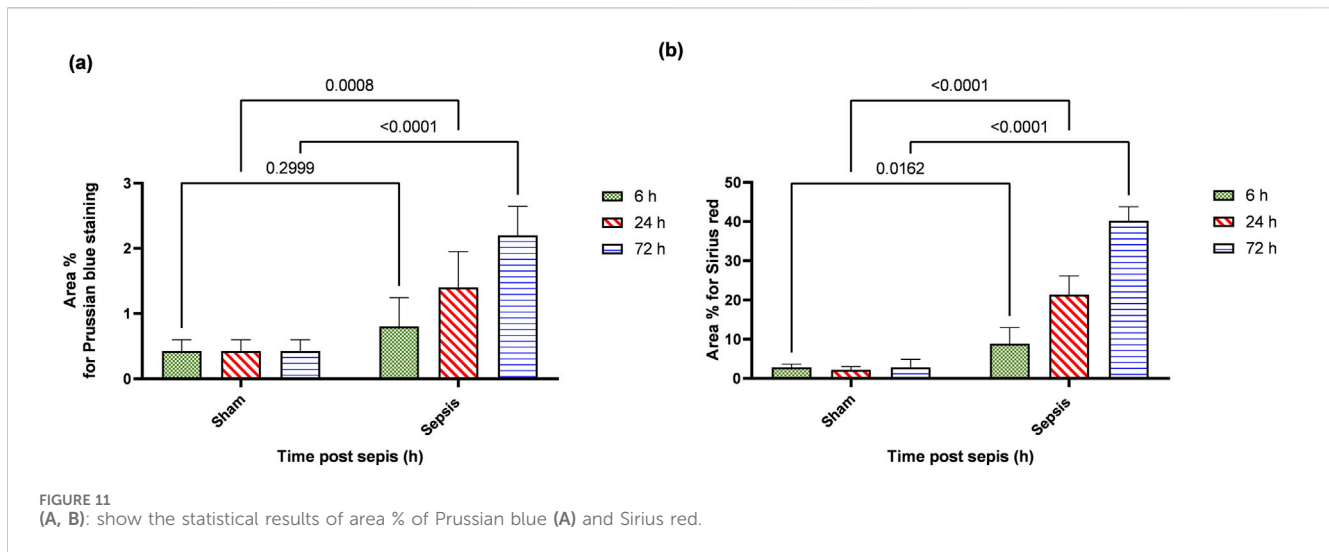 (a)
0.0008
<0.0001
0.2999
Area %
for Prussian blue staining
3
2
1
0
Sham
Sepsis
Time post sepis (h)
6 h
24 h
72 h
(b)
<0.0001
<0.0001
0.0162
Area % for Sirius red
50
40
30
20
10
0
Sham
Sepsis
Time post sepis (h)
6 h
24 h
72 h
FIGURE 11
(A, B): show the statistical results of area % of Prussian blue (A) and Sirius red.